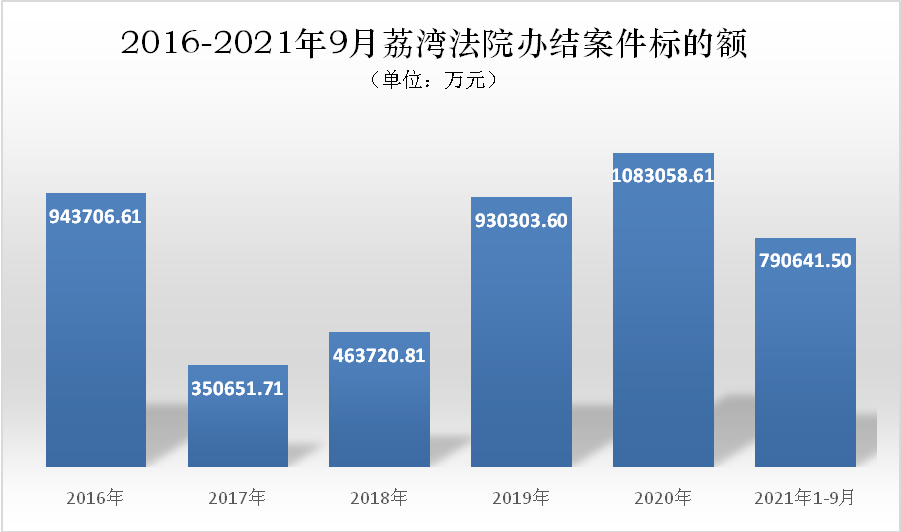 2016-2021年9月荔湾法院办结案件标的额
（单位：万元）
943706.61
350651.71
463720.81
930303.60
1083058.61
790641.50
2016年
2017年
2018年
2019年
2020年
2021年1-9月